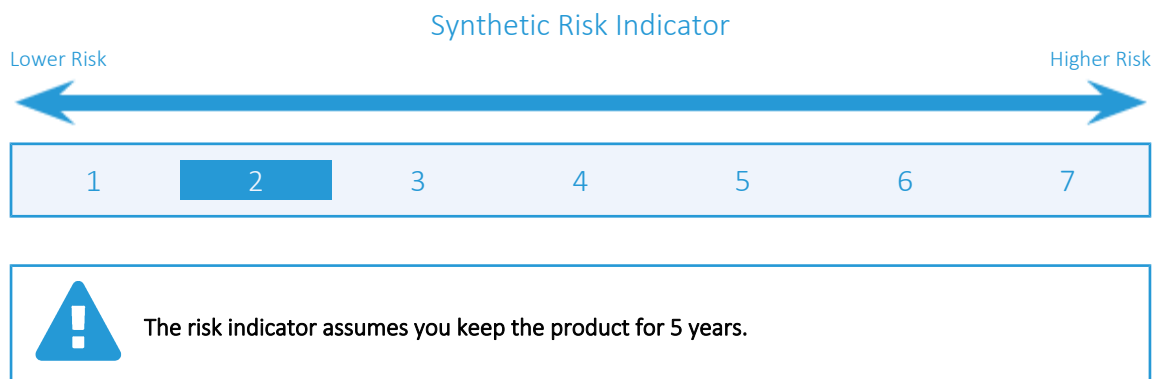 Synthetic Risk Indicator
Lower Risk Higher Risk
1 2 3 4 5 6 7
The risk indicator assumes you keep the product for 5 years.